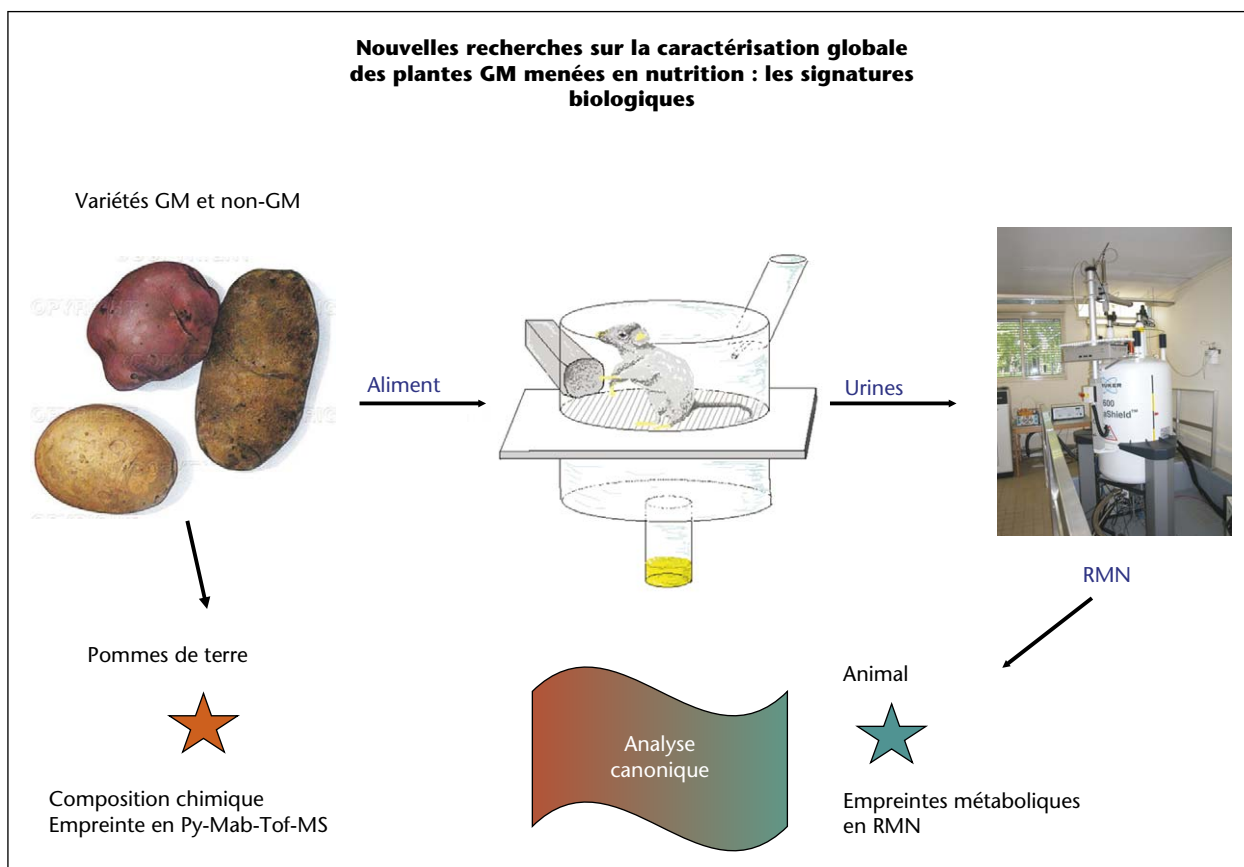 Nouvelles recherches sur la caractérisation globale
des plantes GM menées en nutrition : les signatures
biologiques
Variétés GM et non-GM
Aliment
Urines
600
RMN
Pommes de terre
Animal
Analyse
canonique
Composition chimique
Empreinte en Py-Mab-Tof-MS
Empreintes métaboliques
en RMN